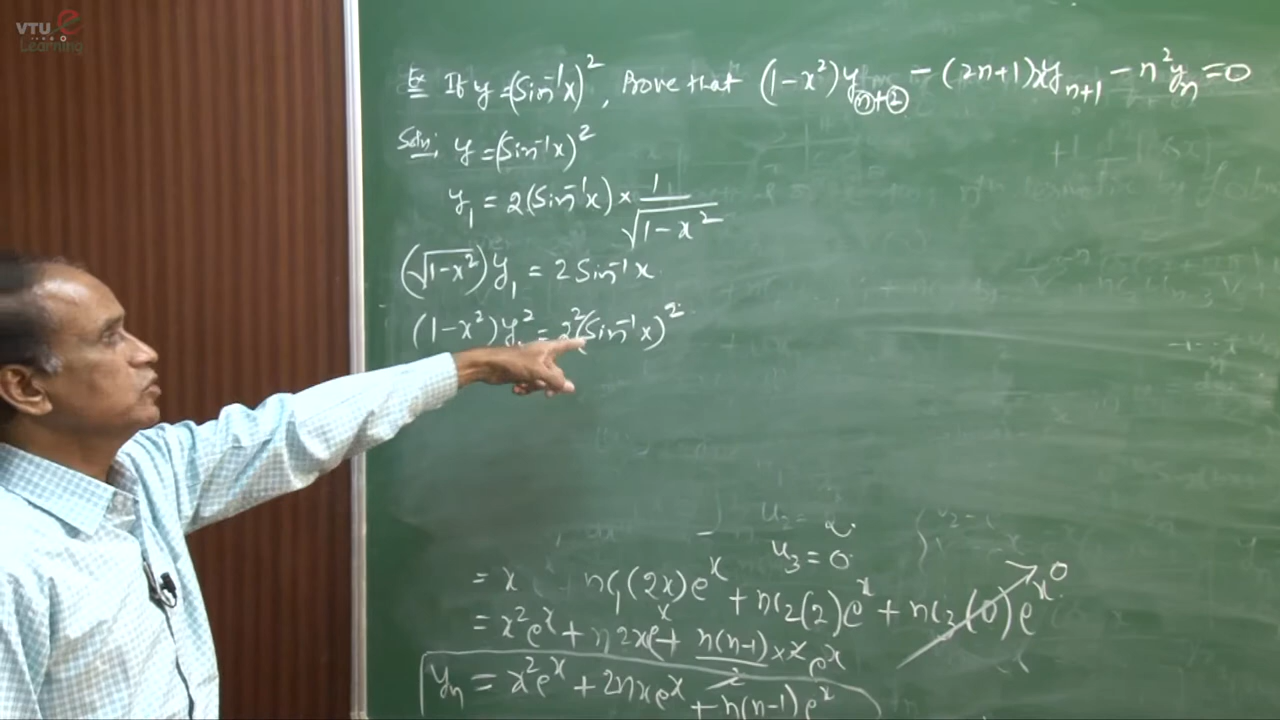 VTU e
Learning
Ex If y=(Sin⁻¹x)², Prove that (1-x²)yₙ₊₂ - (2n+1)xyₙ₊₁ - n²yₙ = 0
Soln: y=(Sin⁻¹x)²
y₁ = 2(Sin⁻¹x) × 1/√(1-x²)
(√(1-x²))y₁ = 2 Sin⁻¹x.
(1-x²)y₁² = 2²(Sin⁻¹x)²
u₂= 2
u₃ = 0
= x nc₁(2x)eˣ + nc₂(2)eˣ + nc₃(0)eˣ 0
= x²eˣ + n2xeˣ + n(n-1)/2 × 2 eˣ
yₙ = x²eˣ + 2nxeˣ + n(n-1)eˣ